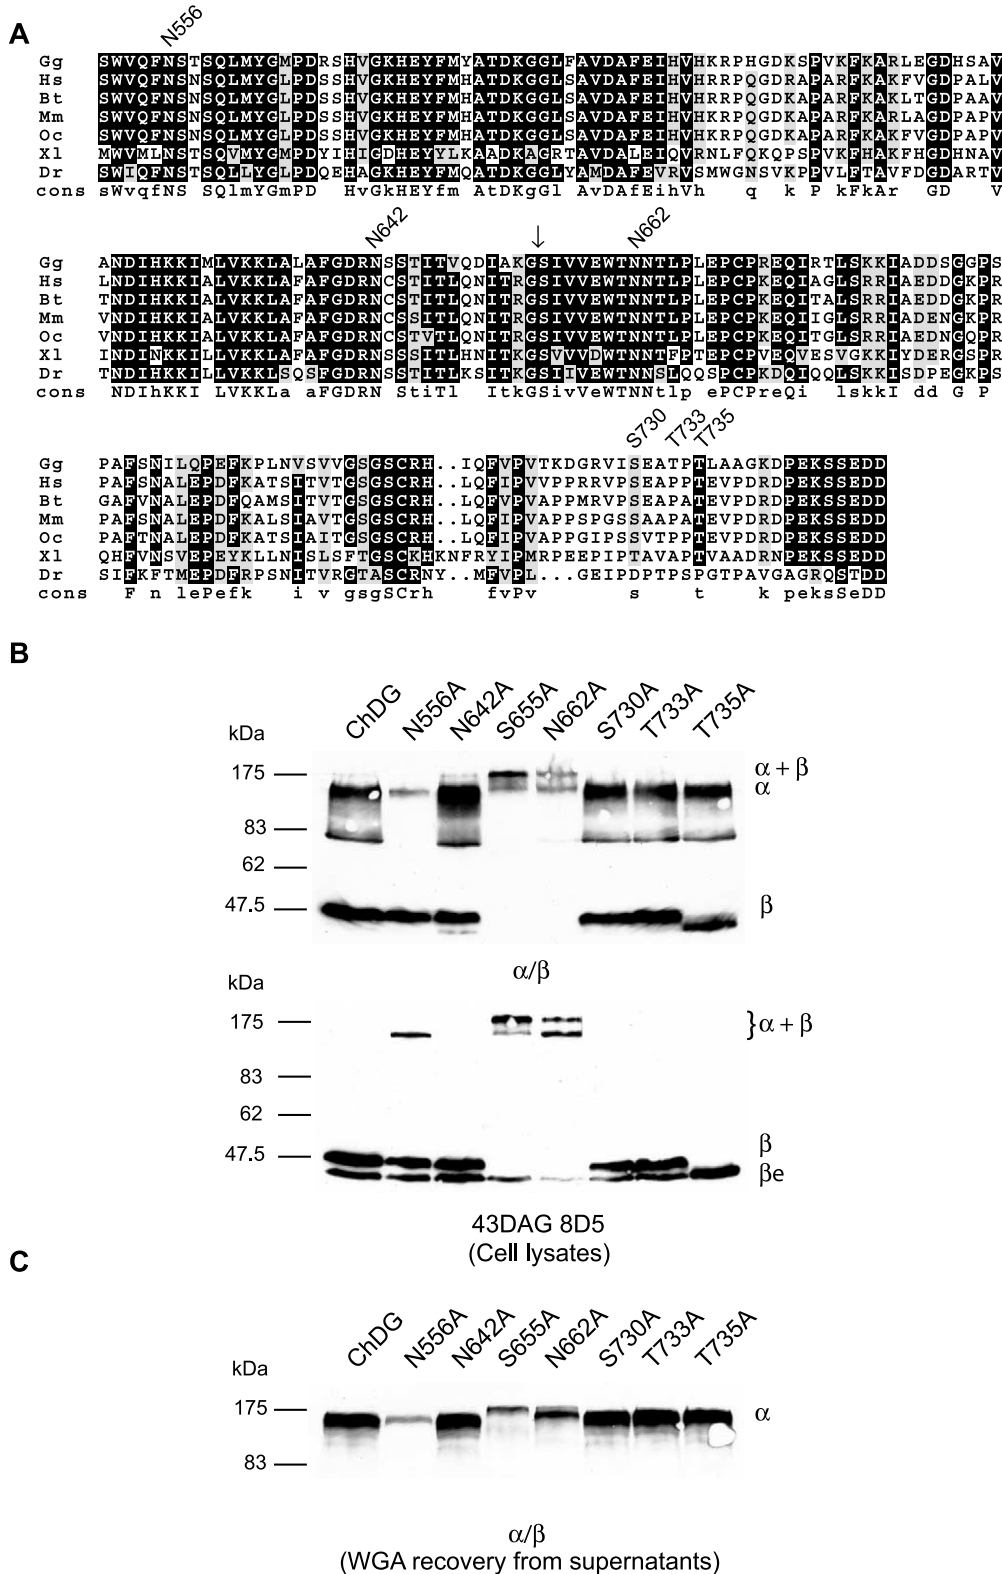 A
N556
Gg SWVQFNSTSQLMYGMPDRSHVGKHEYFMYATDKGGLFAVDAFEIHVHKRPHGDKSPVKFKARLEGDHSAV
Hs SWVQFNSNSQLMYGLPDSSHVGKHEYFMHATDKGGLSAVDAFEIHVHRRPQGDRAPARFKAKFVGDPALV
Bt SWVQFNSNSQLMYGLPDSSHVGKHEYFMHATDKGGLSAVDAFEIHVHRRPQGDKAPARFKAKLTGDPAAV
Mm SWVQFNSNSQLMYGLPDSSHVGKHEYFMHATDKGGLSAVDAFEIHVHKRPQGDKAPARFKARLAGDPAPV
Oc SWVQFNSNSQLMYGLPDSSHVGKHEYFMHATDKGGLSAVDAFEIHVHRRPQGDKAPARFKAKFVGDPAPV
Xl MWVMLNSTSQVMYGMPDYIHIGDHEYYLKAADKAGRTAVDALEIQVRNLFKQPSPVKFHAKFHGDHNAV
Dr SWIQFNSTSQLLYGLPDQEHAGKHEYFMQATDKGGLYAMDAFEIRVSMWGNSVKPPVLFTAVFDGDARTV
cons sWvqfNS SQlmYGmPD HvGkHEYfm AtDKgGl AvDAfEihVh q k P kFkAr GD V
N642 ↓ N662
Gg ANDIHKKIMLVKKLALAFGDRNSSTITVQDIAKGSIVVEWTNNTLPLEPCPREQIRTLSKKIADDSGGPS
Hs LNDIHKKIALVKKLAFAFGDRNCSTITLQNITRGSIVVEWTNNTLPLEPCPKEQIAGLSRRIAEDDGKPR
Bt TNDIHKKIALVKKLAFAFGDRNCSTITLQNITRGSIVVEWTNNTLPLEPCPKEQITALSRRIAEDDGKPR
Mm VNDIHKKIALVKKLAFAFGDRNCSSITLQNITRGSIVVEWTNNTLPLEPCPKEQIIGLSRRIADENGKPR
Oc VNDIHKKIALVKKLAFAFGDRNCSTVTLQNITRGSIVVEWTNNTLPLEPCPKEQITGLSRRIAEDNGQPR
Xl INDINKKILLVKKLAFAFGDRNSSSITLHNITKGSVVVDWTNNTFPTEPCPVEQVESVGKKIYDERGSPR
Dr TNDIHKKILLVKKLSQSFGDRNSSTITLKSITKGSIIVEWTNNSLQQSPCPKDQIQQLSKKISDPEGKPS
cons NDIhKKI LVKKLa aFGDRN StiTl ItkGSivVeWTNNtlp ePCPreQi lskkI dd G P
S730 T733 T735
Gg PAFSNILQPEFKPLNVSVVGSGSCRH..IQFVPVTKDGRVISEATPTLAAGKDPEKSSEDD
Hs PAFSNALEPDFKATSITVTGSGSCRH..LQFIPVVPPRRVPSEAPPTEVPDRDPEKSSEDD
Bt GAFVNALEPDFQAMSITVTGSGSCRH..LQFVPVAPPMRVPSEAPATEVPDRDPEKSSEDD
Mm PAFSNALEPDFKALSIAVTGSGSCRH..LQFIPVAPPSPGSSAAPATEVPDRDPEKSSEDD
Oc PAFTNALEPDFKATSIAITGSGSCRH..LQFIPVAPPGIPSSVTPPTEVPDRDPEKSSEDD
Xl QHFVNSVEPEYKLLNISLSFTGSCKHKNFRYIPMRPEEPIPTAVAPTVAADRNPEKSSEDD
Dr SIFKFTMEPDFRPSNITVRGTASCRNY..MFVPL...GEIPDPTPSPGTPAVGAGRQSTDD
cons F n lePefk i v gsgSCrh fvPv s t k peksSeDD
B
ChDG N556A N642A S655A N662A S730A T733A T735A
kDa
175
83
62
47.5
α + β
α
β
α/β
kDa
175
83
62
47.5
}α + β
β
βe
43DAG 8D5
(Cell lysates)
C
ChDG N556A N642A S655A N662A S730A T733A T735A
kDa
175
83
α
α/β
(WGA recovery from supernatants)